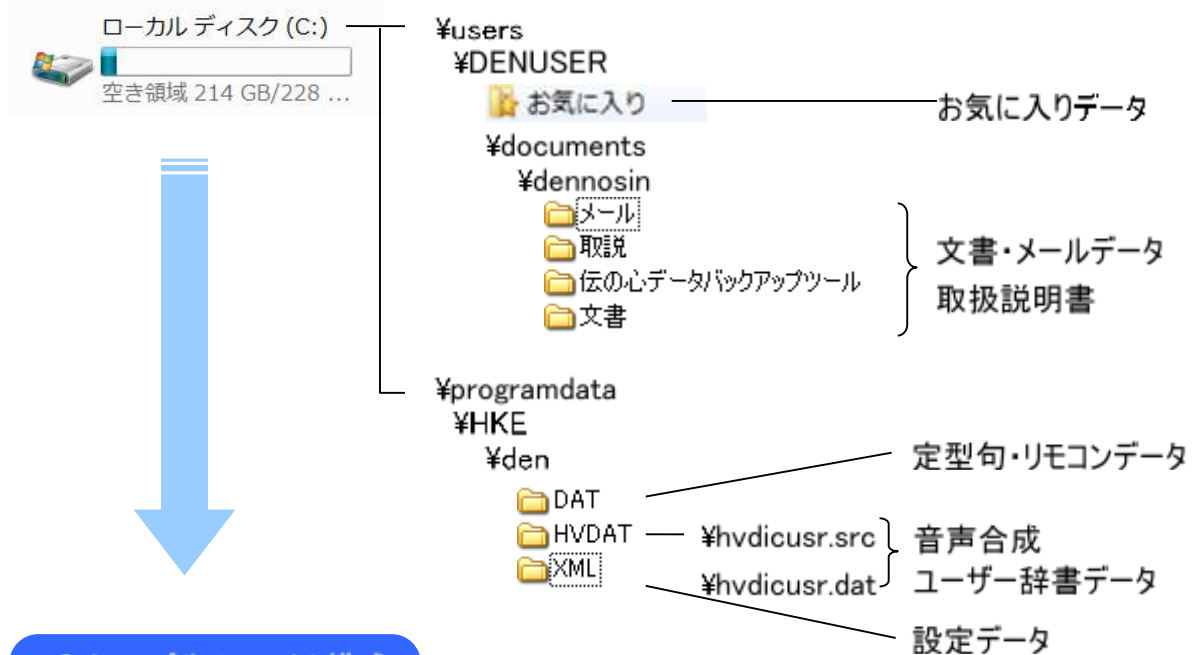 ローカル ディスク (C:)
空き領域 214 GB/228 ...
¥users
¥DENUSER
お気に入り
お気に入りデータ
¥documents
¥dennosin
メール
取説
伝の心データバックアップツール
文書
文書・メールデータ
取扱説明書
¥programdata
¥HKE
¥den
DAT
定型句・リモコンデータ
HVDAT
¥hvdicusr.src
¥hvdicusr.dat
音声合成
ユーザー辞書データ
XML
設定データ